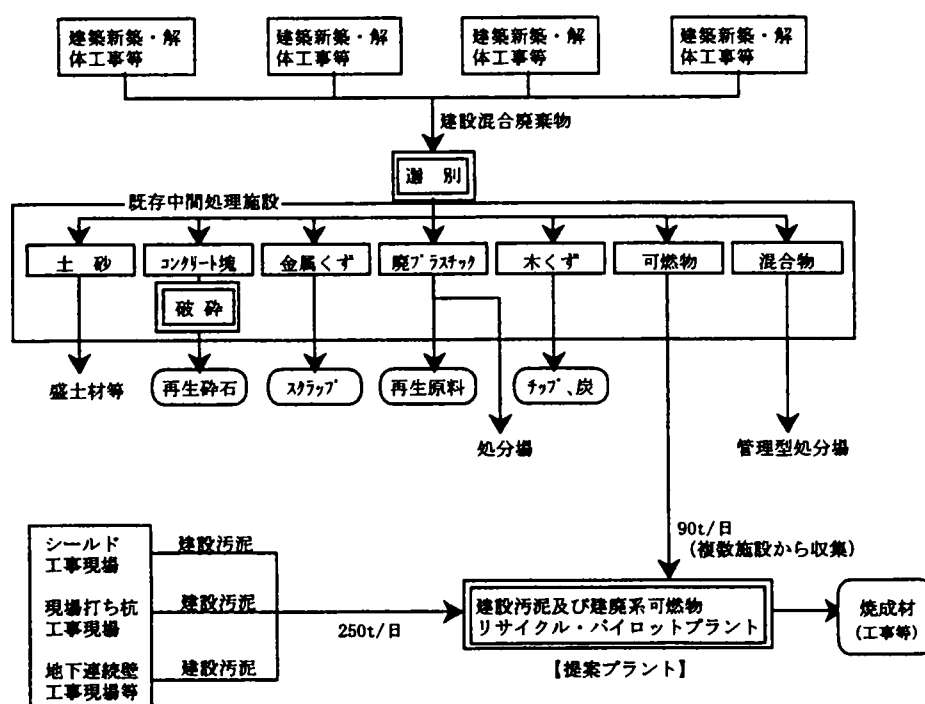 建築新築・解
体工事等
建築新築・解
体工事等
建築新築・解
体工事等
建築新築・解
体工事等
建設混合廃棄物
選 別
既存中間処理施設
土 砂
コンクリート塊
金属くず
廃プラスチック
木くず
可燃物
混合物
破 砕
盛土材等
再生砕石
スクラップ
再生原料
チップ、炭
処分場
管理型処分場
90t/日
(複数施設から収集)
シールド
工事現場
建設汚泥
現場打ち杭
工事現場
建設汚泥
地下連続壁
工事現場等
建設汚泥
250t/日
建設汚泥及び建廃系可燃物
リサイクル・パイロットプラント
【提案プラント】
焼成材
(工事等)